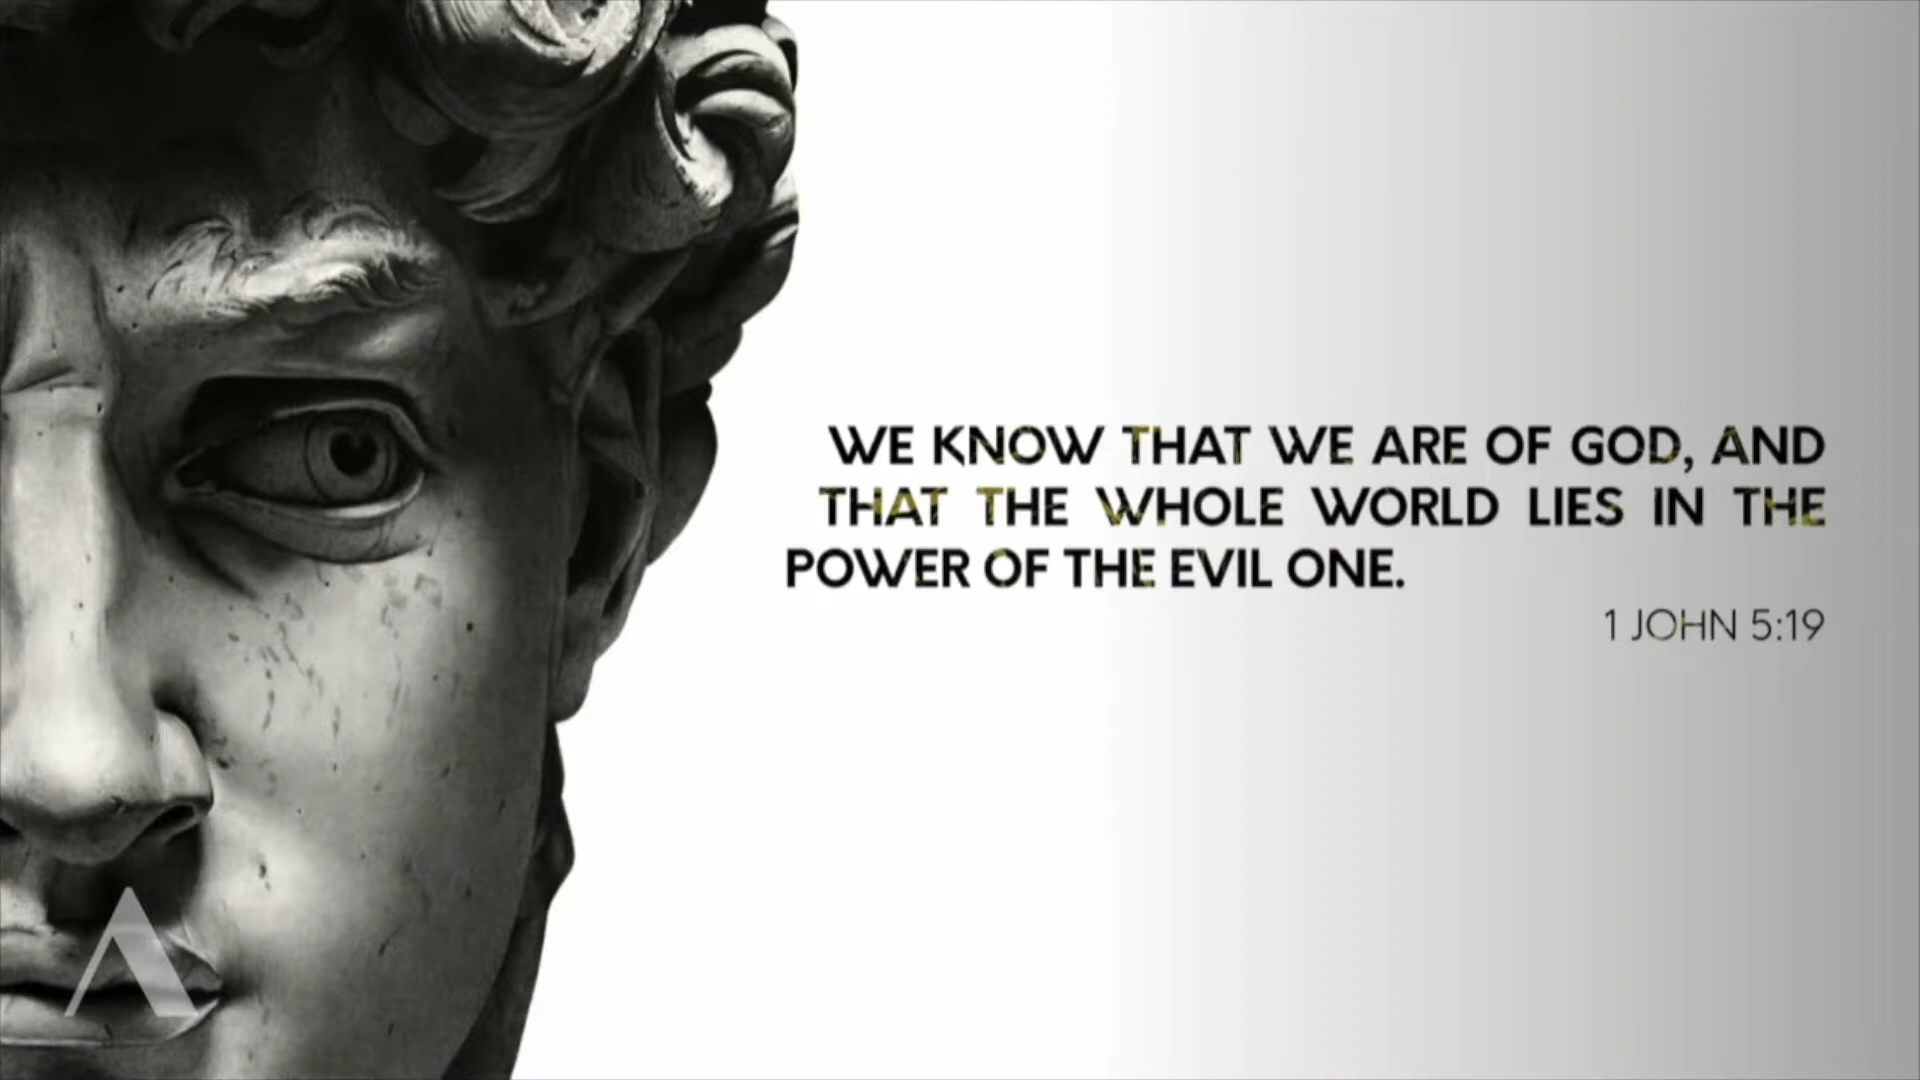 WE KNOW THAT WE ARE OF GOD, AND
THAT THE WHOLE WORLD LIES IN THE
POWER OF THE EVIL ONE.
1 JOHN 5:19